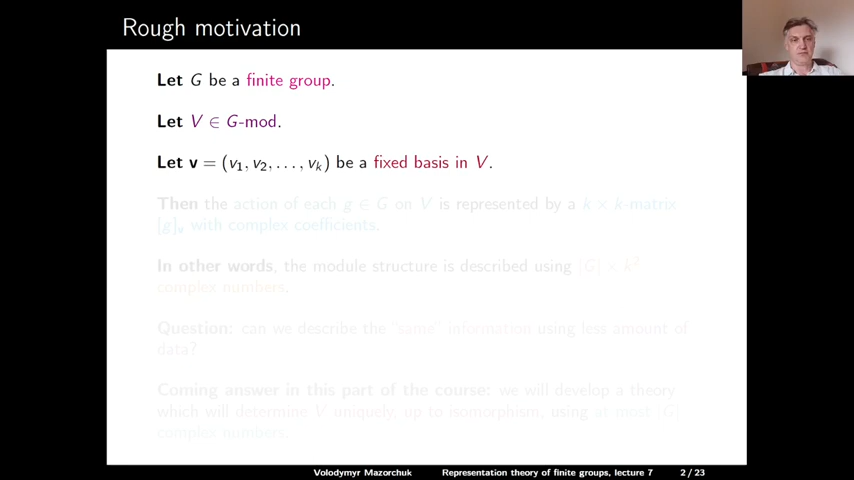 Rough motivation
Let G be a finite group.
Let V ∈ G-mod.
Let v = (v₁, v₂, . . . , vₖ) be a fixed basis in V.
Then the action of each g ∈ G on V is represented by a k × k-matrix
[g]ᵥ with complex coefficients.
In other words, the module structure is described using |G| × k²
complex numbers.
Question: can we describe the "same" information using less amount of
data?
Coming answer in this part of the course: we will develop a theory
which will determine V uniquely, up to isomorphism, using at most |G|
complex numbers.
Volodymyr Mazorchuk Representation theory of finite groups, lecture 7 2/23